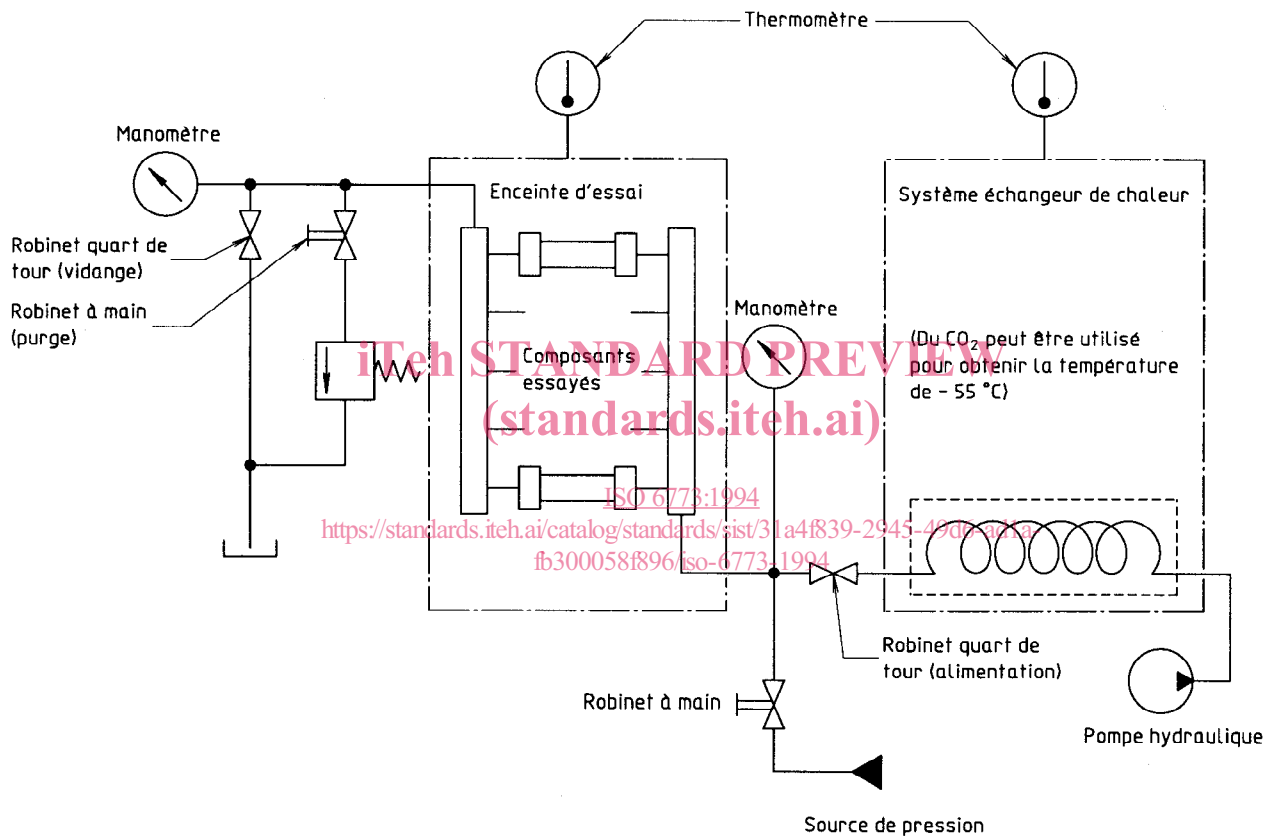 Thermomètre
Manomètre
Enceinte d'essai
Système échangeur de chaleur
Robinet quart de
tour (vidange)
Robinet à main
(purge)
Manomètre
(Du CO₂ peut être utilisé
pour obtenir la température
de - 55 °C)
Composants
essayés
iTeh STANDARD PREVIEW
(standards.iteh.ai)
ISO 6773:1994
https://standards.iteh.ai/catalog/standards/sist/31a4f839-2945-49d6-ad1a-
fb300058f896/iso-6773-1994
Robinet quart de
tour (alimentation)
Robinet à main
Pompe hydraulique
Source de pression